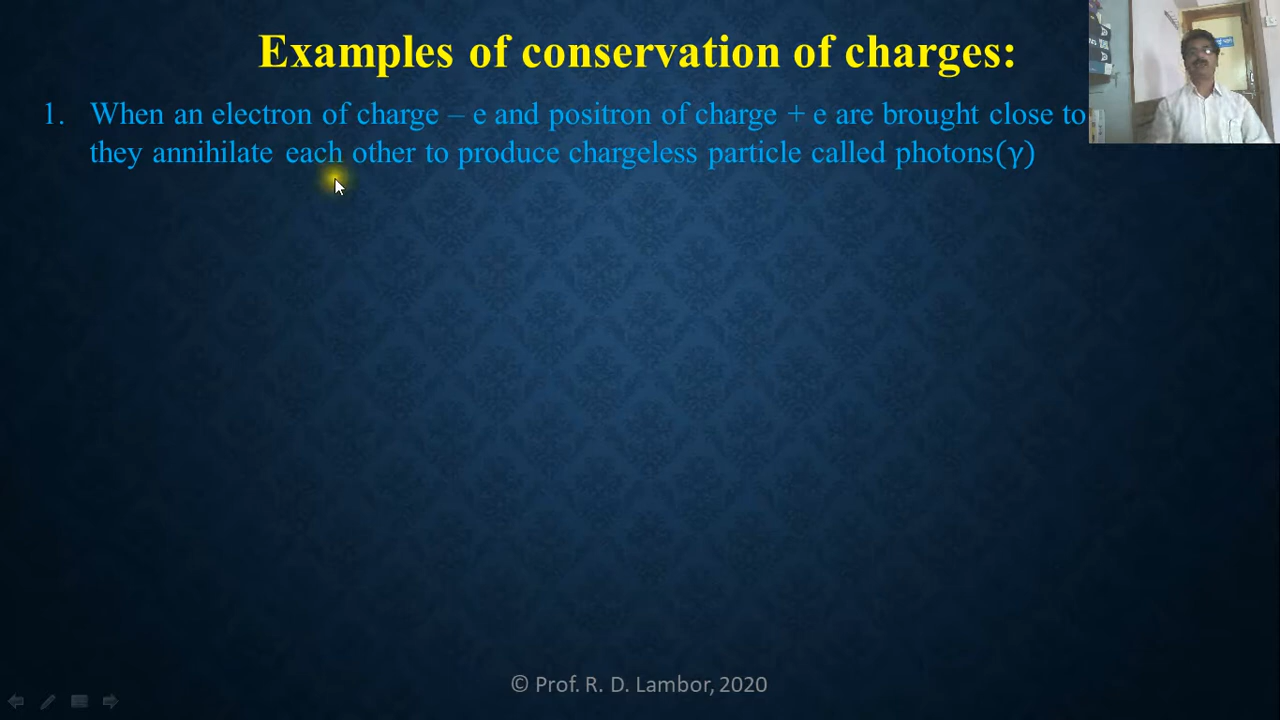 Examples of conservation of charges:
1. When an electron of charge – e and positron of charge + e are brought close to
they annihilate each other to produce chargeless particle called photons(γ)
© Prof. R. D. Lambor, 2020